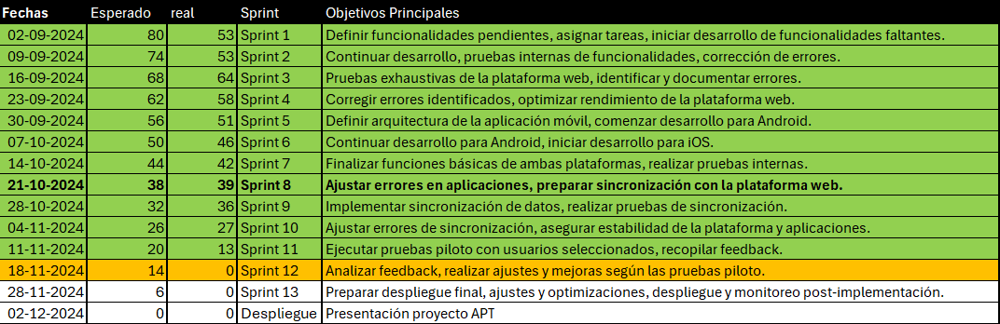 Fechas Esperado real Sprint Objetivos Principales
02-09-2024 80 53 Sprint 1 Definir funcionalidades pendientes, asignar tareas, iniciar desarrollo de funcionalidades faltantes.
09-09-2024 74 53 Sprint 2 Continuar desarrollo, pruebas internas de funcionalidades, corrección de errores.
16-09-2024 68 64 Sprint 3 Pruebas exhaustivas de la plataforma web, identificar y documentar errores.
23-09-2024 62 58 Sprint 4 Corregir errores identificados, optimizar rendimiento de la plataforma web.
30-09-2024 56 51 Sprint 5 Definir arquitectura de la aplicación móvil, comenzar desarrollo para Android.
07-10-2024 50 46 Sprint 6 Continuar desarrollo para Android, iniciar desarrollo para iOS.
14-10-2024 44 42 Sprint 7 Finalizar funciones básicas de ambas plataformas, realizar pruebas internas.
21-10-2024 38 39 Sprint 8 Ajustar errores en aplicaciones, preparar sincronización con la plataforma web.
28-10-2024 32 36 Sprint 9 Implementar sincronización de datos, realizar pruebas de sincronización.
04-11-2024 26 27 Sprint 10 Ajustar errores de sincronización, asegurar estabilidad de la plataforma y aplicaciones.
11-11-2024 20 13 Sprint 11 Ejecutar pruebas piloto con usuarios seleccionados, recopilar feedback.
18-11-2024 14 0 Sprint 12 Analizar feedback, realizar ajustes y mejoras según las pruebas piloto.
28-11-2024 6 0 Sprint 13 Preparar despliegue final, ajustes y optimizaciones, despliegue y monitoreo post-implementación.
02-12-2024 0 0 Despliegue Presentación proyecto APT